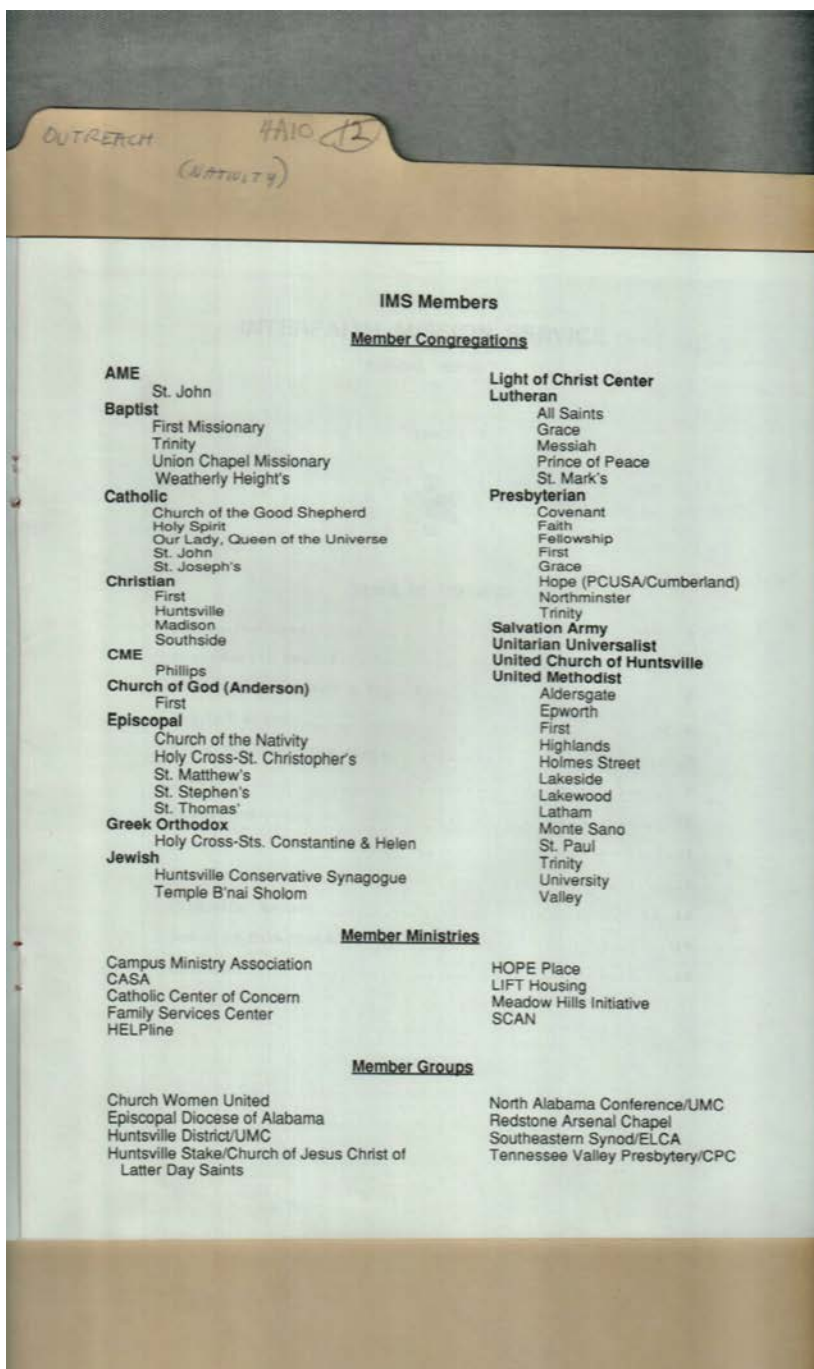 OUTREACH 4A10 12
(NATIVITY)
IMS Members
Member Congregations
AME
St. John
Baptist
First Missionary
Trinity
Union Chapel Missionary
Weatherly Height's
Catholic
Church of the Good Shepherd
Holy Spirit
Our Lady, Queen of the Universe
St. John
St. Joseph's
Christian
First
Huntsville
Madison
Southside
CME
Phillips
Church of God (Anderson)
First
Episcopal
Church of the Nativity
Holy Cross-St. Christopher's
St. Matthew's
St. Stephen's
St. Thomas'
Greek Orthodox
Holy Cross-Sts. Constantine & Helen
Jewish
Huntsville Conservative Synagogue
Temple B'nai Sholom
Light of Christ Center
Lutheran
All Saints
Grace
Messiah
Prince of Peace
St. Mark's
Presbyterian
Covenant
Faith
Fellowship
First
Grace
Hope (PCUSA/Cumberland)
Northminster
Trinity
Salvation Army
Unitarian Universalist
United Church of Huntsville
United Methodist
Aldersgate
Epworth
First
Highlands
Holmes Street
Lakeside
Lakewood
Latham
Monte Sano
St. Paul
Trinity
University
Valley
Member Ministries
Campus Ministry Association
CASA
Catholic Center of Concern
Family Services Center
HELPline
HOPE Place
LIFT Housing
Meadow Hills Initiative
SCAN
Member Groups
Church Women United
Episcopal Diocese of Alabama
Huntsville District/UMC
Huntsville Stake/Church of Jesus Christ of
Latter Day Saints
North Alabama Conference/UMC
Redstone Arsenal Chapel
Southeastern Synod/ELCA
Tennessee Valley Presbytery/CPC